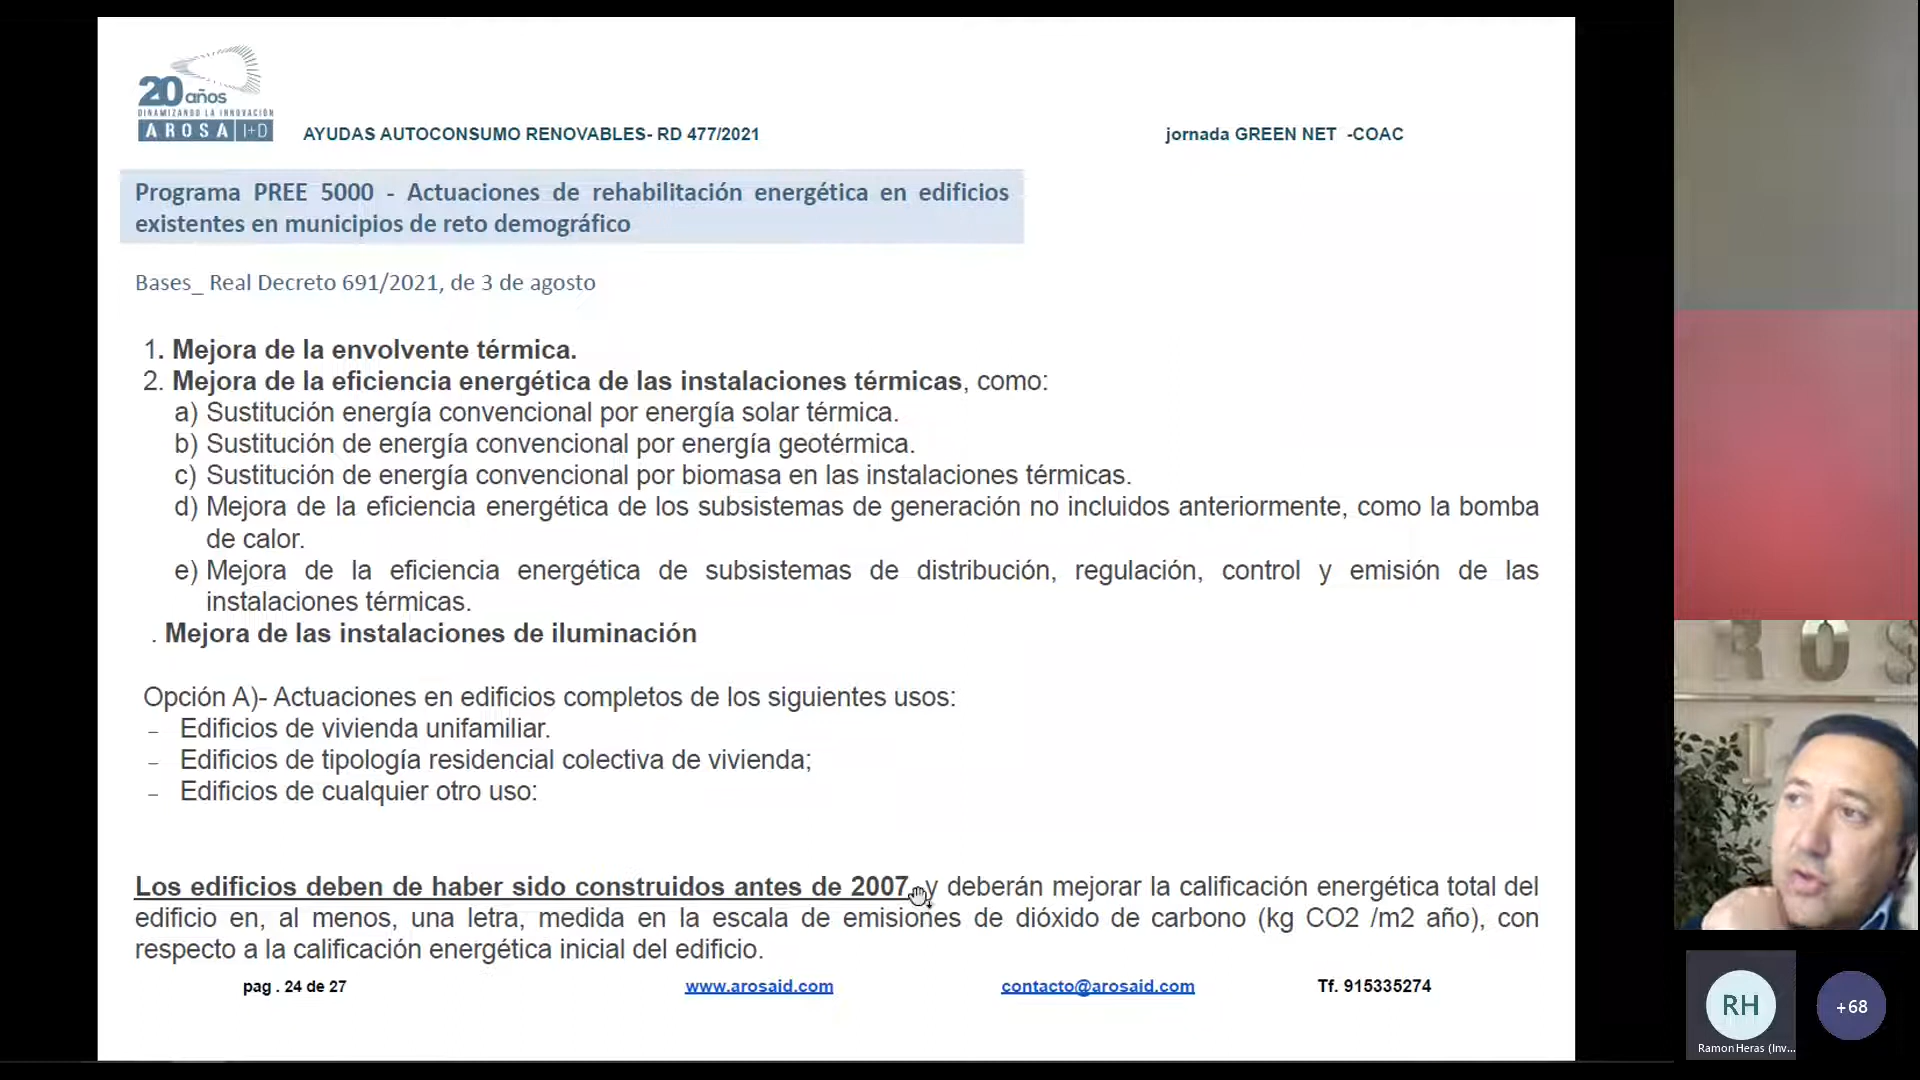 20 años
DINAMIZANDO LA INNOVACIÓN
AROSA I+D
AYUDAS AUTOCONSUMO RENOVABLES- RD 477/2021
jornada GREEN NET -COAC
Programa PREE 5000 - Actuaciones de rehabilitación energética en edificios
existentes en municipios de reto demográfico
Bases_ Real Decreto 691/2021, de 3 de agosto
1. Mejora de la envolvente térmica.
2. Mejora de la eficiencia energética de las instalaciones térmicas, como:
a) Sustitución energía convencional por energía solar térmica.
b) Sustitución de energía convencional por energía geotérmica.
c) Sustitución de energía convencional por biomasa en las instalaciones térmicas.
d) Mejora de la eficiencia energética de los subsistemas de generación no incluidos anteriormente, como la bomba
de calor.
e) Mejora de la eficiencia energética de subsistemas de distribución, regulación, control y emisión de las
instalaciones térmicas.
. Mejora de las instalaciones de iluminación
Opción A)- Actuaciones en edificios completos de los siguientes usos:
– Edificios de vivienda unifamiliar.
– Edificios de tipología residencial colectiva de vivienda;
– Edificios de cualquier otro uso:
Los edificios deben de haber sido construidos antes de 2007, y deberán mejorar la calificación energética total del
edificio en, al menos, una letra, medida en la escala de emisiones de dióxido de carbono (kg CO2 /m2 año), con
respecto a la calificación energética inicial del edificio.
pag . 24 de 27
www.arosaid.com
contacto@arosaid.com
Tf. 915335274
ROS
I
RH
+68
Ramon Heras (Inv...